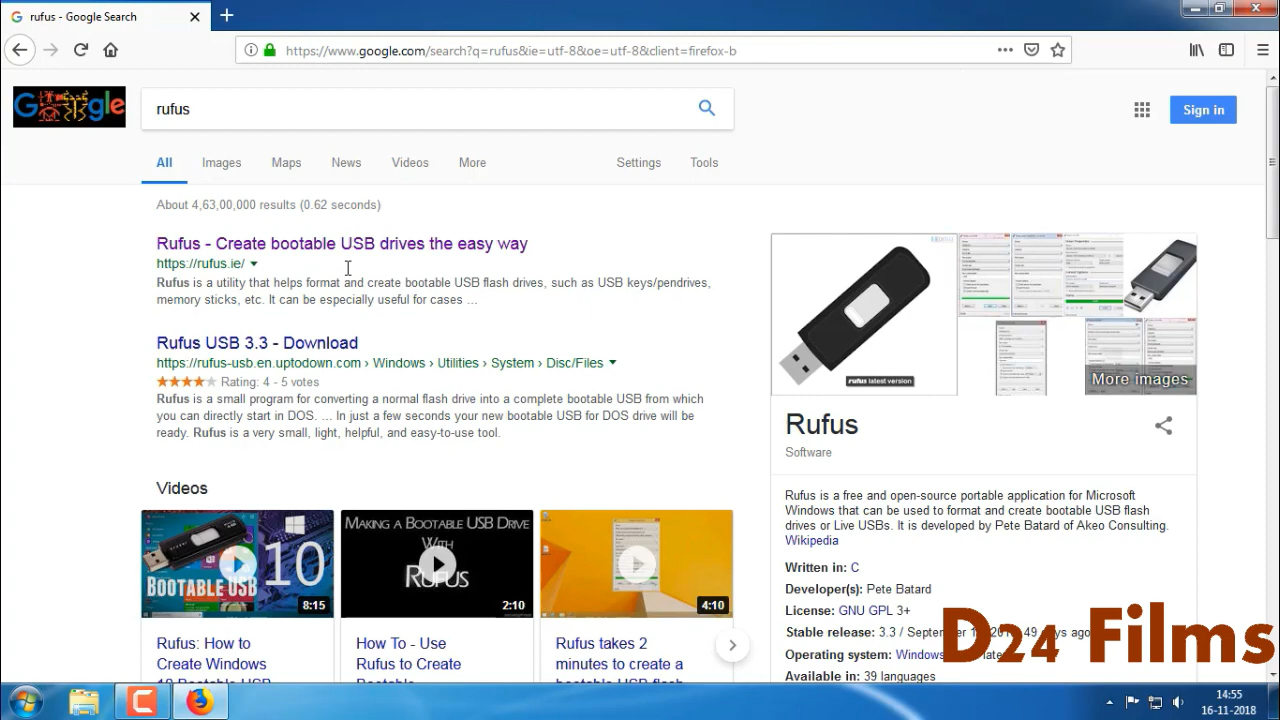 rufus - Google Search
https://www.google.com/search?q=rufus&ie=utf-8&oe=utf-8&client=firefox-b
rufus
Sign in
All Images Maps News Videos More Settings Tools
About 4,63,00,000 results (0.62 seconds)
Rufus - Create bootable USB drives the easy way
https://rufus.ie/
Rufus is a utility that helps format and create bootable USB flash drives, such as USB keys/pendrives,
memory sticks, etc. It can be especially useful for cases ...
Rufus USB 3.3 - Download
https://rufus-usb.en.uptodown.com › Windows › Utilities › System › Disc/Files
Rating: 4 - 5 votes
Rufus is a small program for converting a normal flash drive into a complete bootable USB from which
you can directly start in DOS. ... In just a few seconds your new bootable USB for DOS drive will be
ready. Rufus is a very small, light, helpful, and easy-to-use tool.
Videos
BOOTABLE USB
10
8:15
Rufus: How to
Create Windows
10 Bootable USB
MAKING A BOOTABLE USB DRIVE
WITH
RUFUS
2:10
How To - Use
Rufus to Create
Bootable
4:10
Rufus takes 2
minutes to create a
bootable USB flash
rufus latest version
More images
Rufus
Software
Rufus is a free and open-source portable application for Microsoft
Windows that can be used to format and create bootable USB flash
drives or Live USBs. It is developed by Pete Batard of Akeo Consulting.
Wikipedia
Written in: C
Developer(s): Pete Batard
License: GNU GPL 3+
Stable release: 3.3 / September 49 days ago
Operating system: Windows
Available in: 39 languages
D24 Films
14:55
16-11-2018